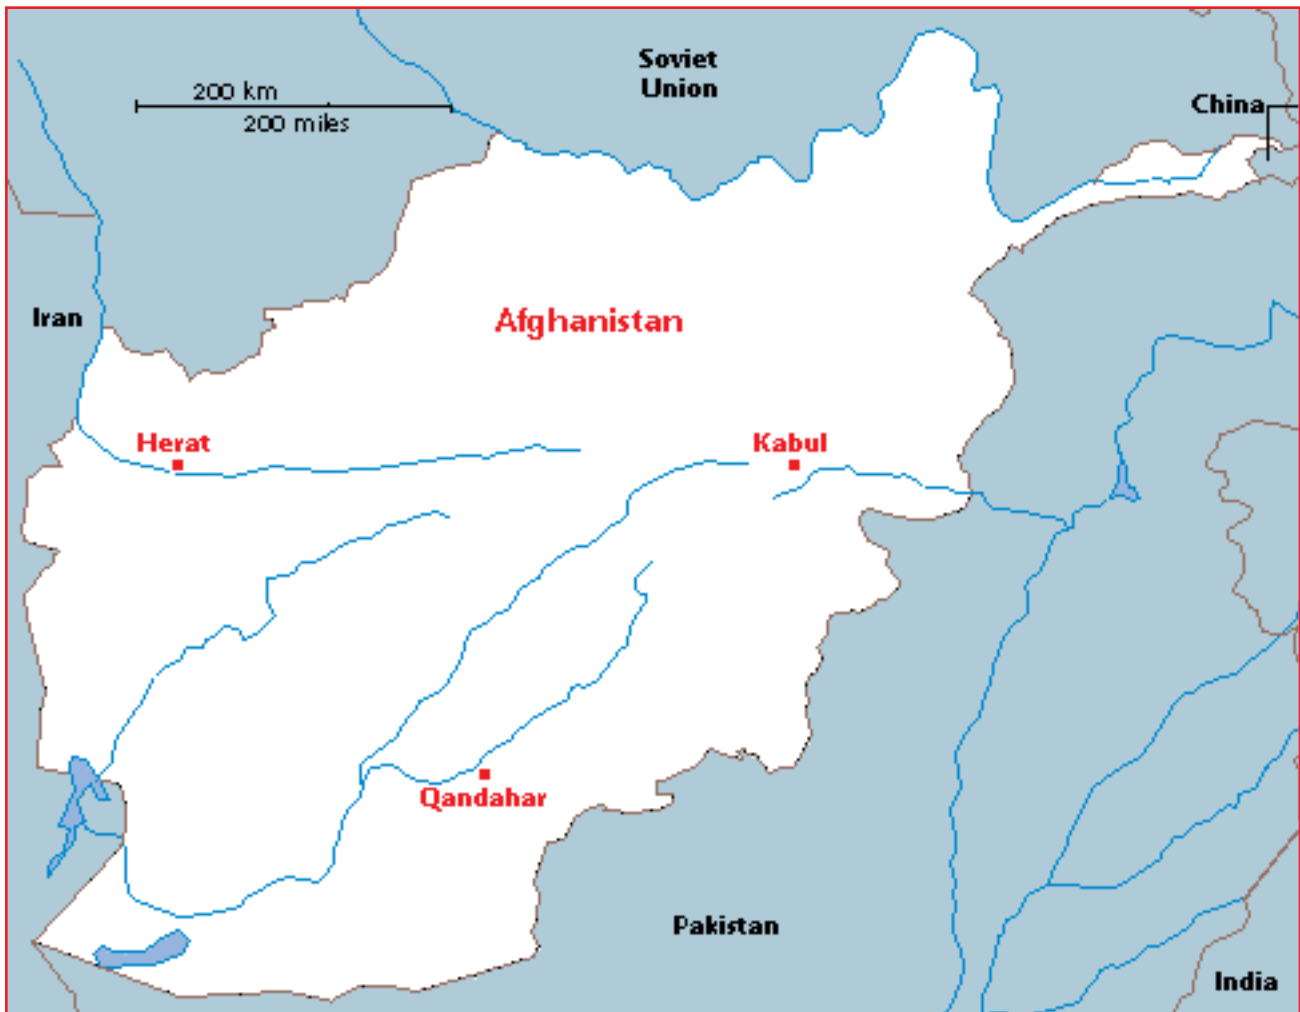 Soviet
Union
200 km
200 miles
China
Iran
Afghanistan
Herat
Kabul
Qandahar
Pakistan
India